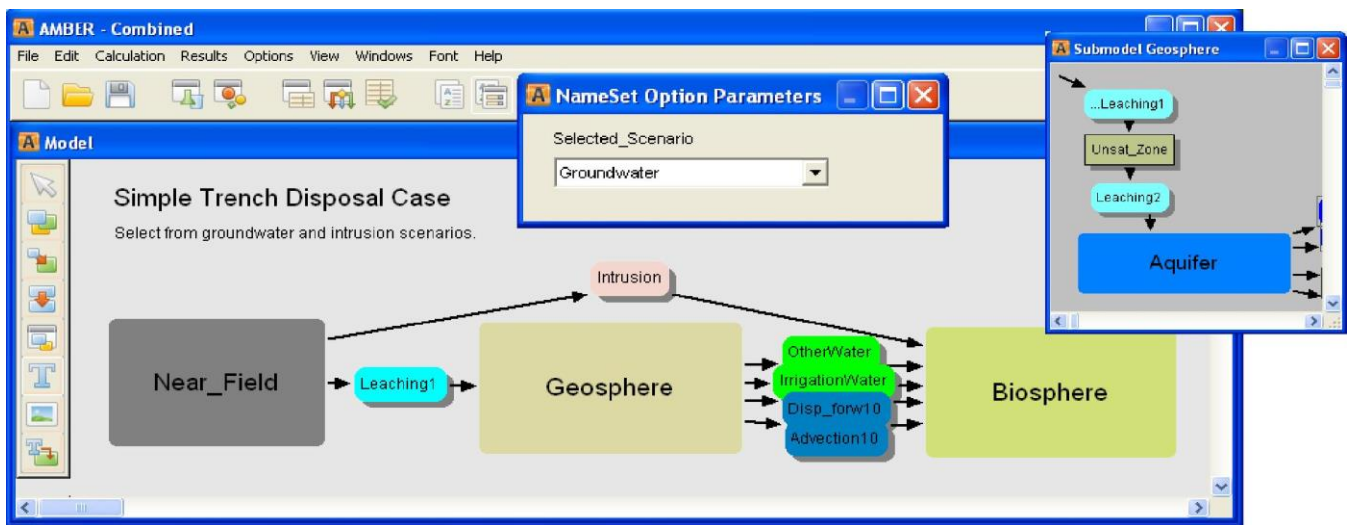 AMBER - Combined
File Edit Calculation Results Options View Windows Font Help
NameSet Option Parameters
Selected_Scenario
Groundwater
Submodel Geosphere
...Leaching1
Unsat_Zone
Leaching2
Aquifer
Model
Simple Trench Disposal Case
Select from groundwater and intrusion scenarios.
Intrusion
Near_Field
Leaching1
Geosphere
OtherWater
IrrigationWater
Disp_forw10
Advection10
Biosphere